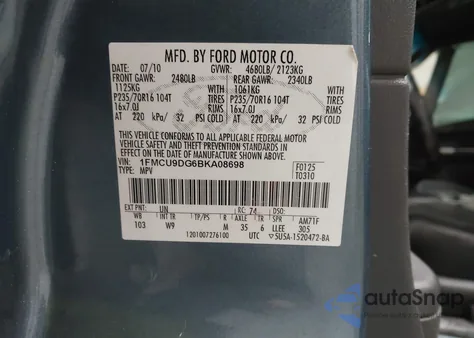 MFD. BY FORD MOTOR CO.
DATE: 07/10 GVWR: 4680LB/ 2123KG
FRONT GAWR: 2480LB REAR GAWR: 2340LB
1125KG WITH 1061KG WITH
P235/70R16 104T TIRES P235/70R16 104T TIRES
16x7.0J RIMS 16x7.0J RIMS
AT 220 kPa/ 32 PSI COLD AT 220 kPa/ 32 PSI COLD
THIS VEHICLE CONFORMS TO ALL APPLICABLE FEDERAL MOTOR
VEHICLE SAFETY AND THEFT PREVENTION STANDARDS IN
EFFECT ON THE DATE OF MANUFACTURE SHOWN ABOVE.
VIN: 1FMCU9DG6BKA08698 F0125
TYPE: MPV T0310
EXT PNT: UN RC: 74 DSO:
WB INT TR TP/PS R AXLE TR SPR AM71F
103 W9 M 35 6 LLEE 305
1201007276100 UTC 5U5A-1520472-BA
autoSnap